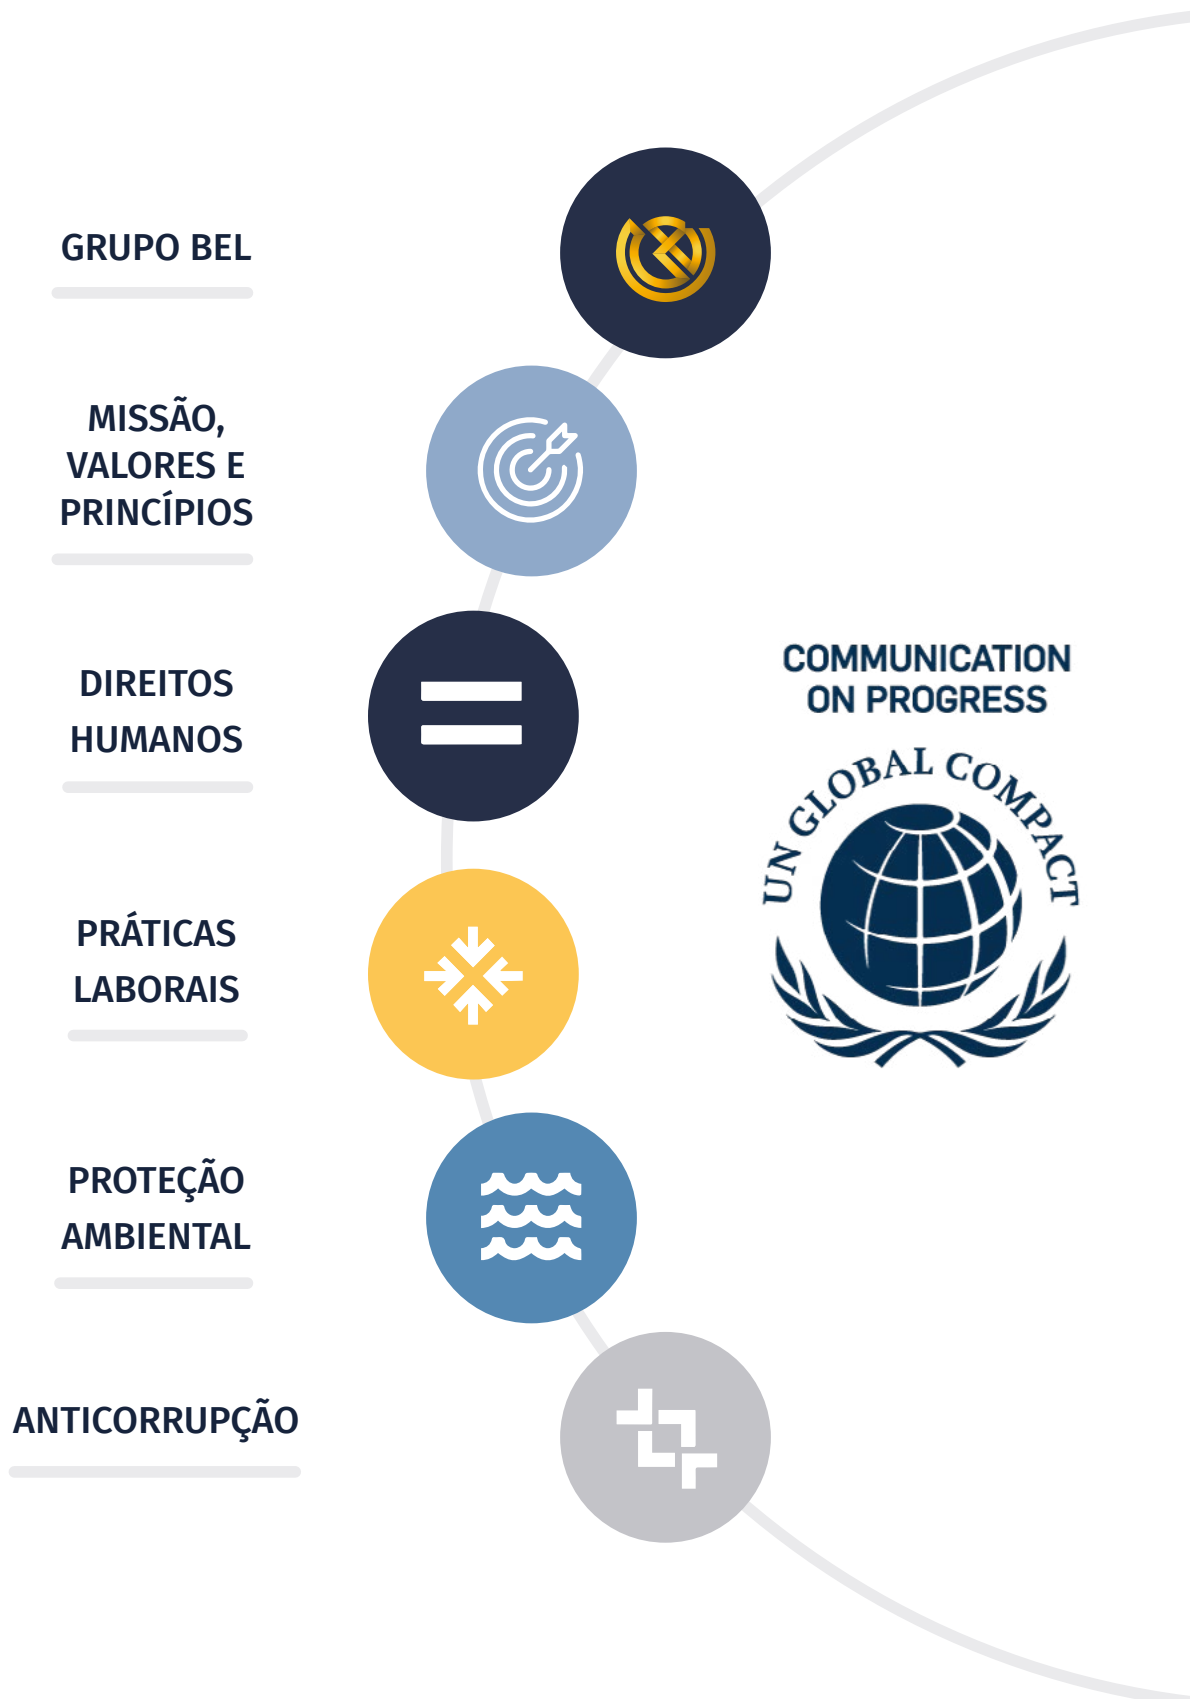 GRUPO BEL
MISSÃO,
VALORES E
PRINCÍPIOS
DIREITOS
HUMANOS
PRÁTICAS
LABORAIS
PROTEÇÃO
AMBIENTAL
ANTICORRUPÇÃO
COMMUNICATION
ON PROGRESS
UN GLOBAL COMPACT